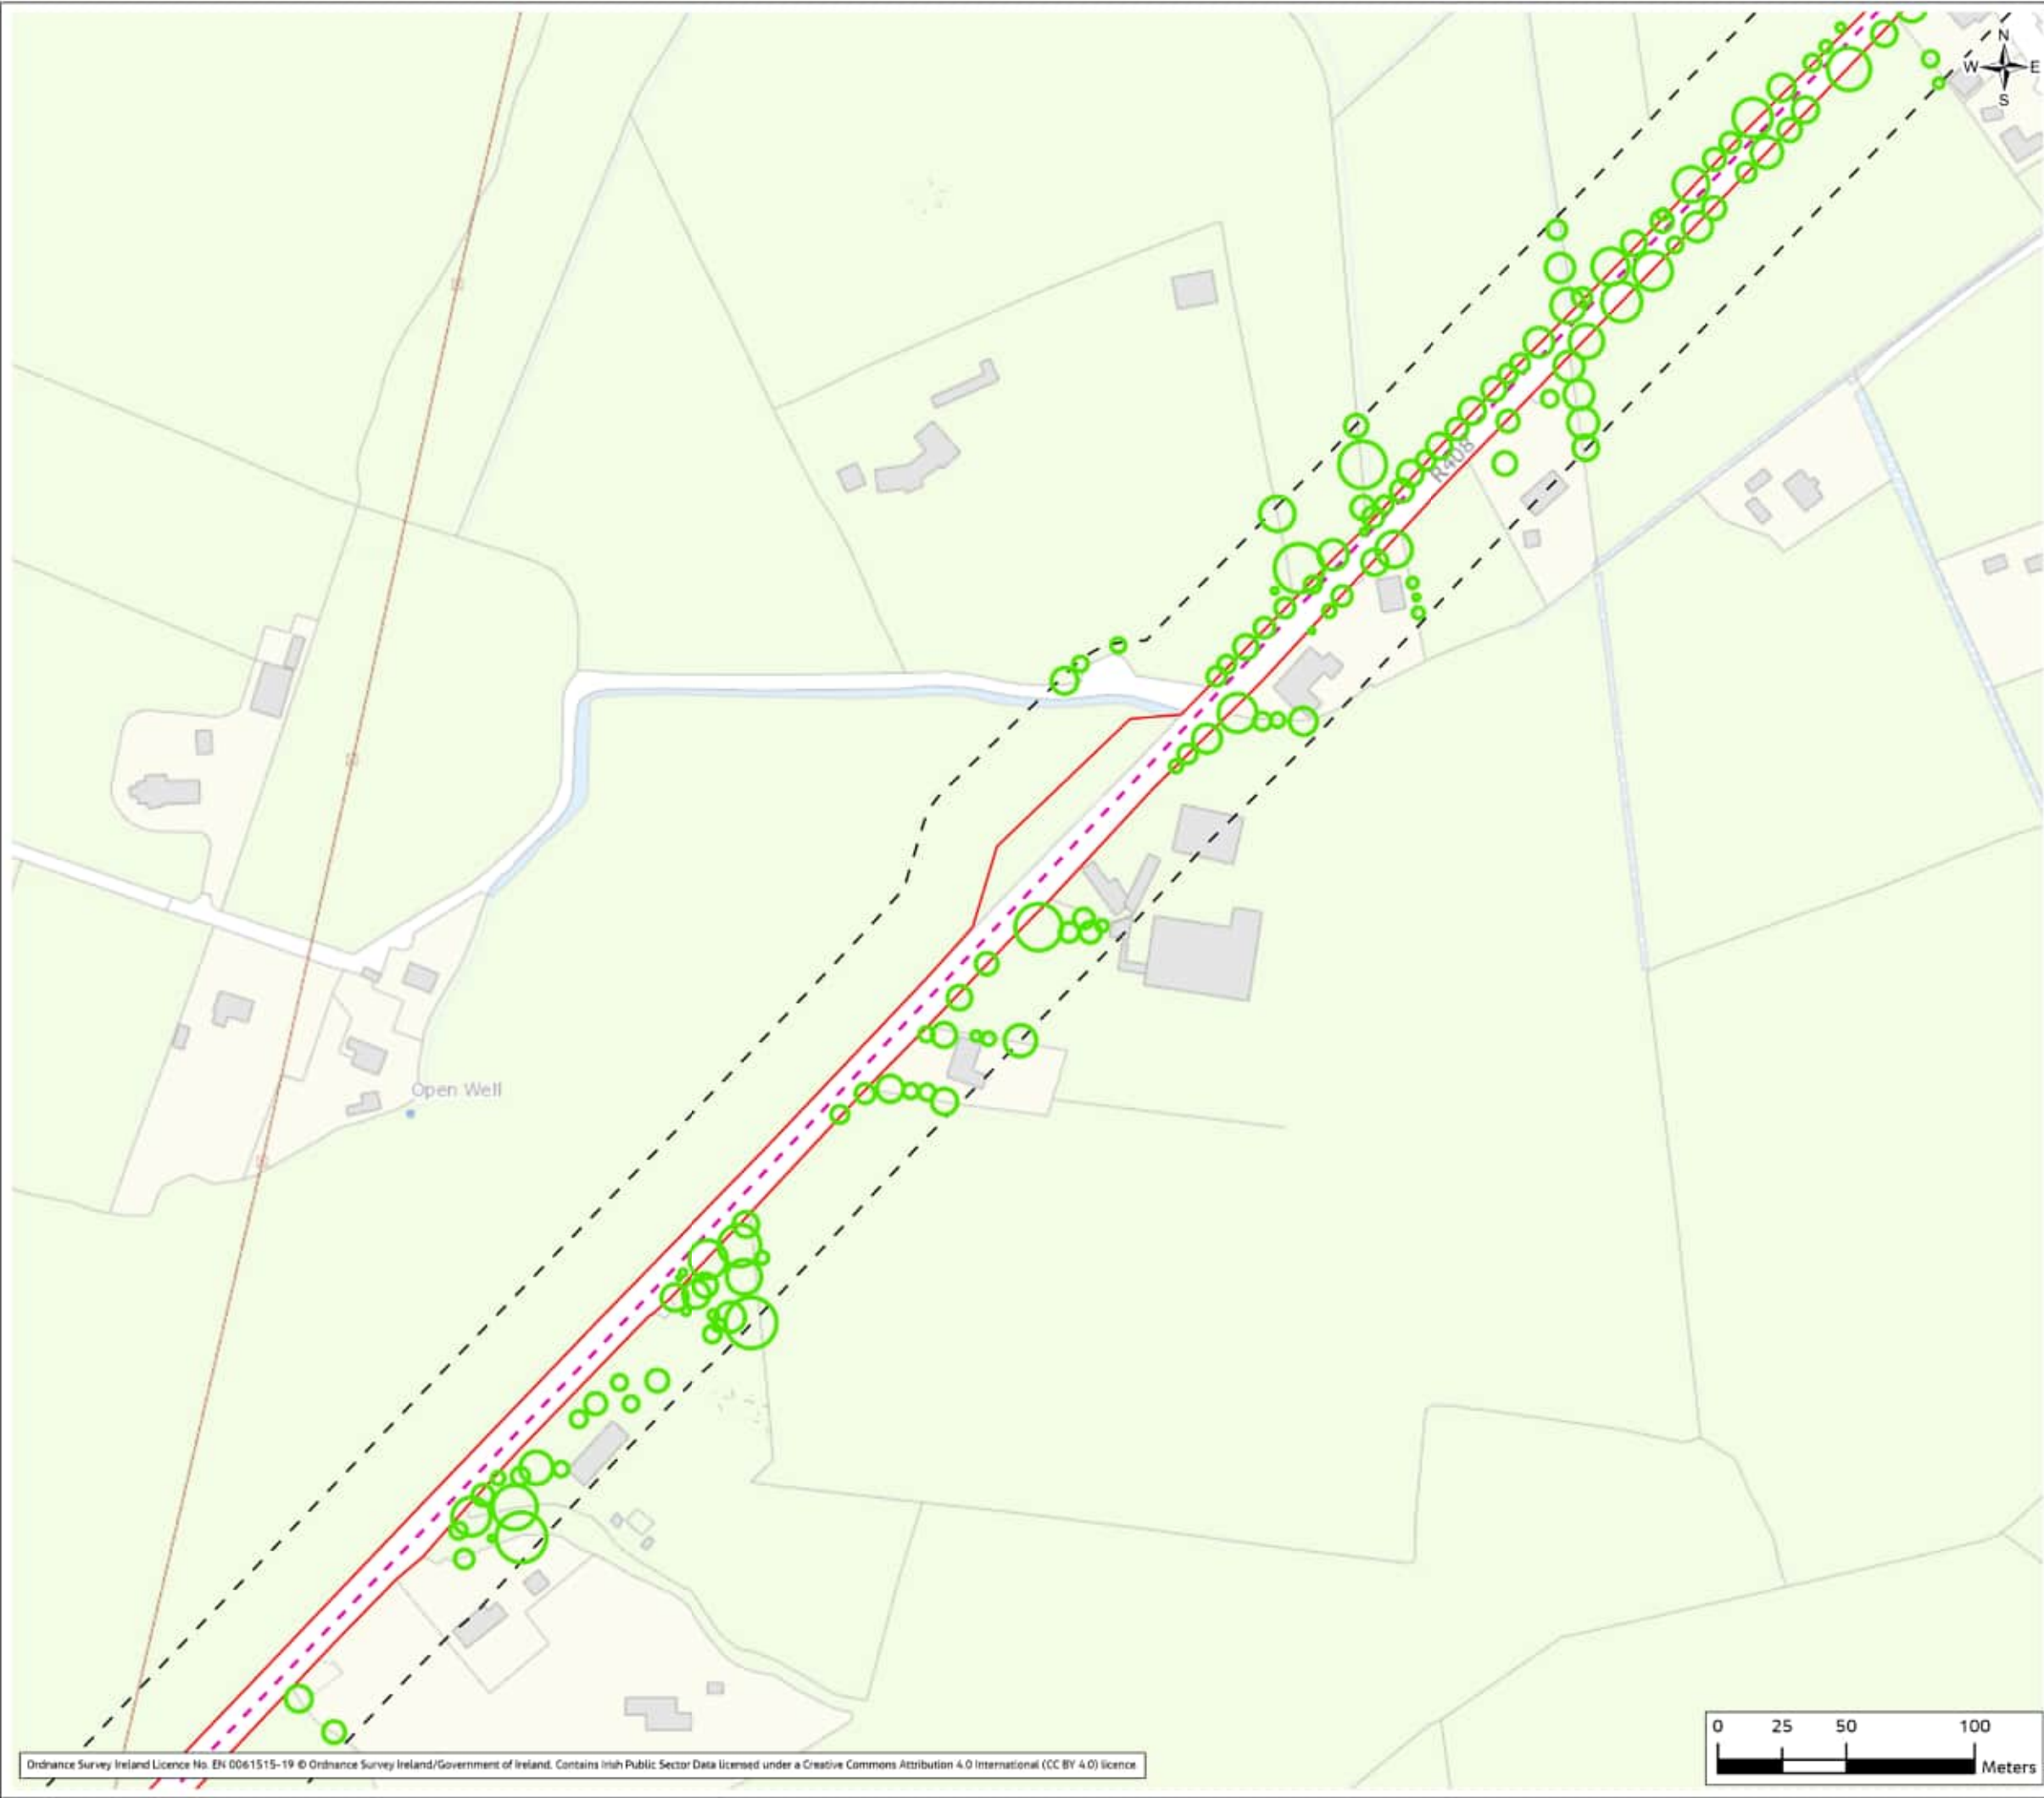 N
W E
S
R408
Open Well
0 25 50 100
Meters
Ordnance Survey Ireland Licence No. EN 0061515-19 © Ordnance Survey Ireland/Government of Ireland. Contains Irish Public Sector Data licensed under a Creative Commons Attribution 4.0 International (CC BY 4.0) licence